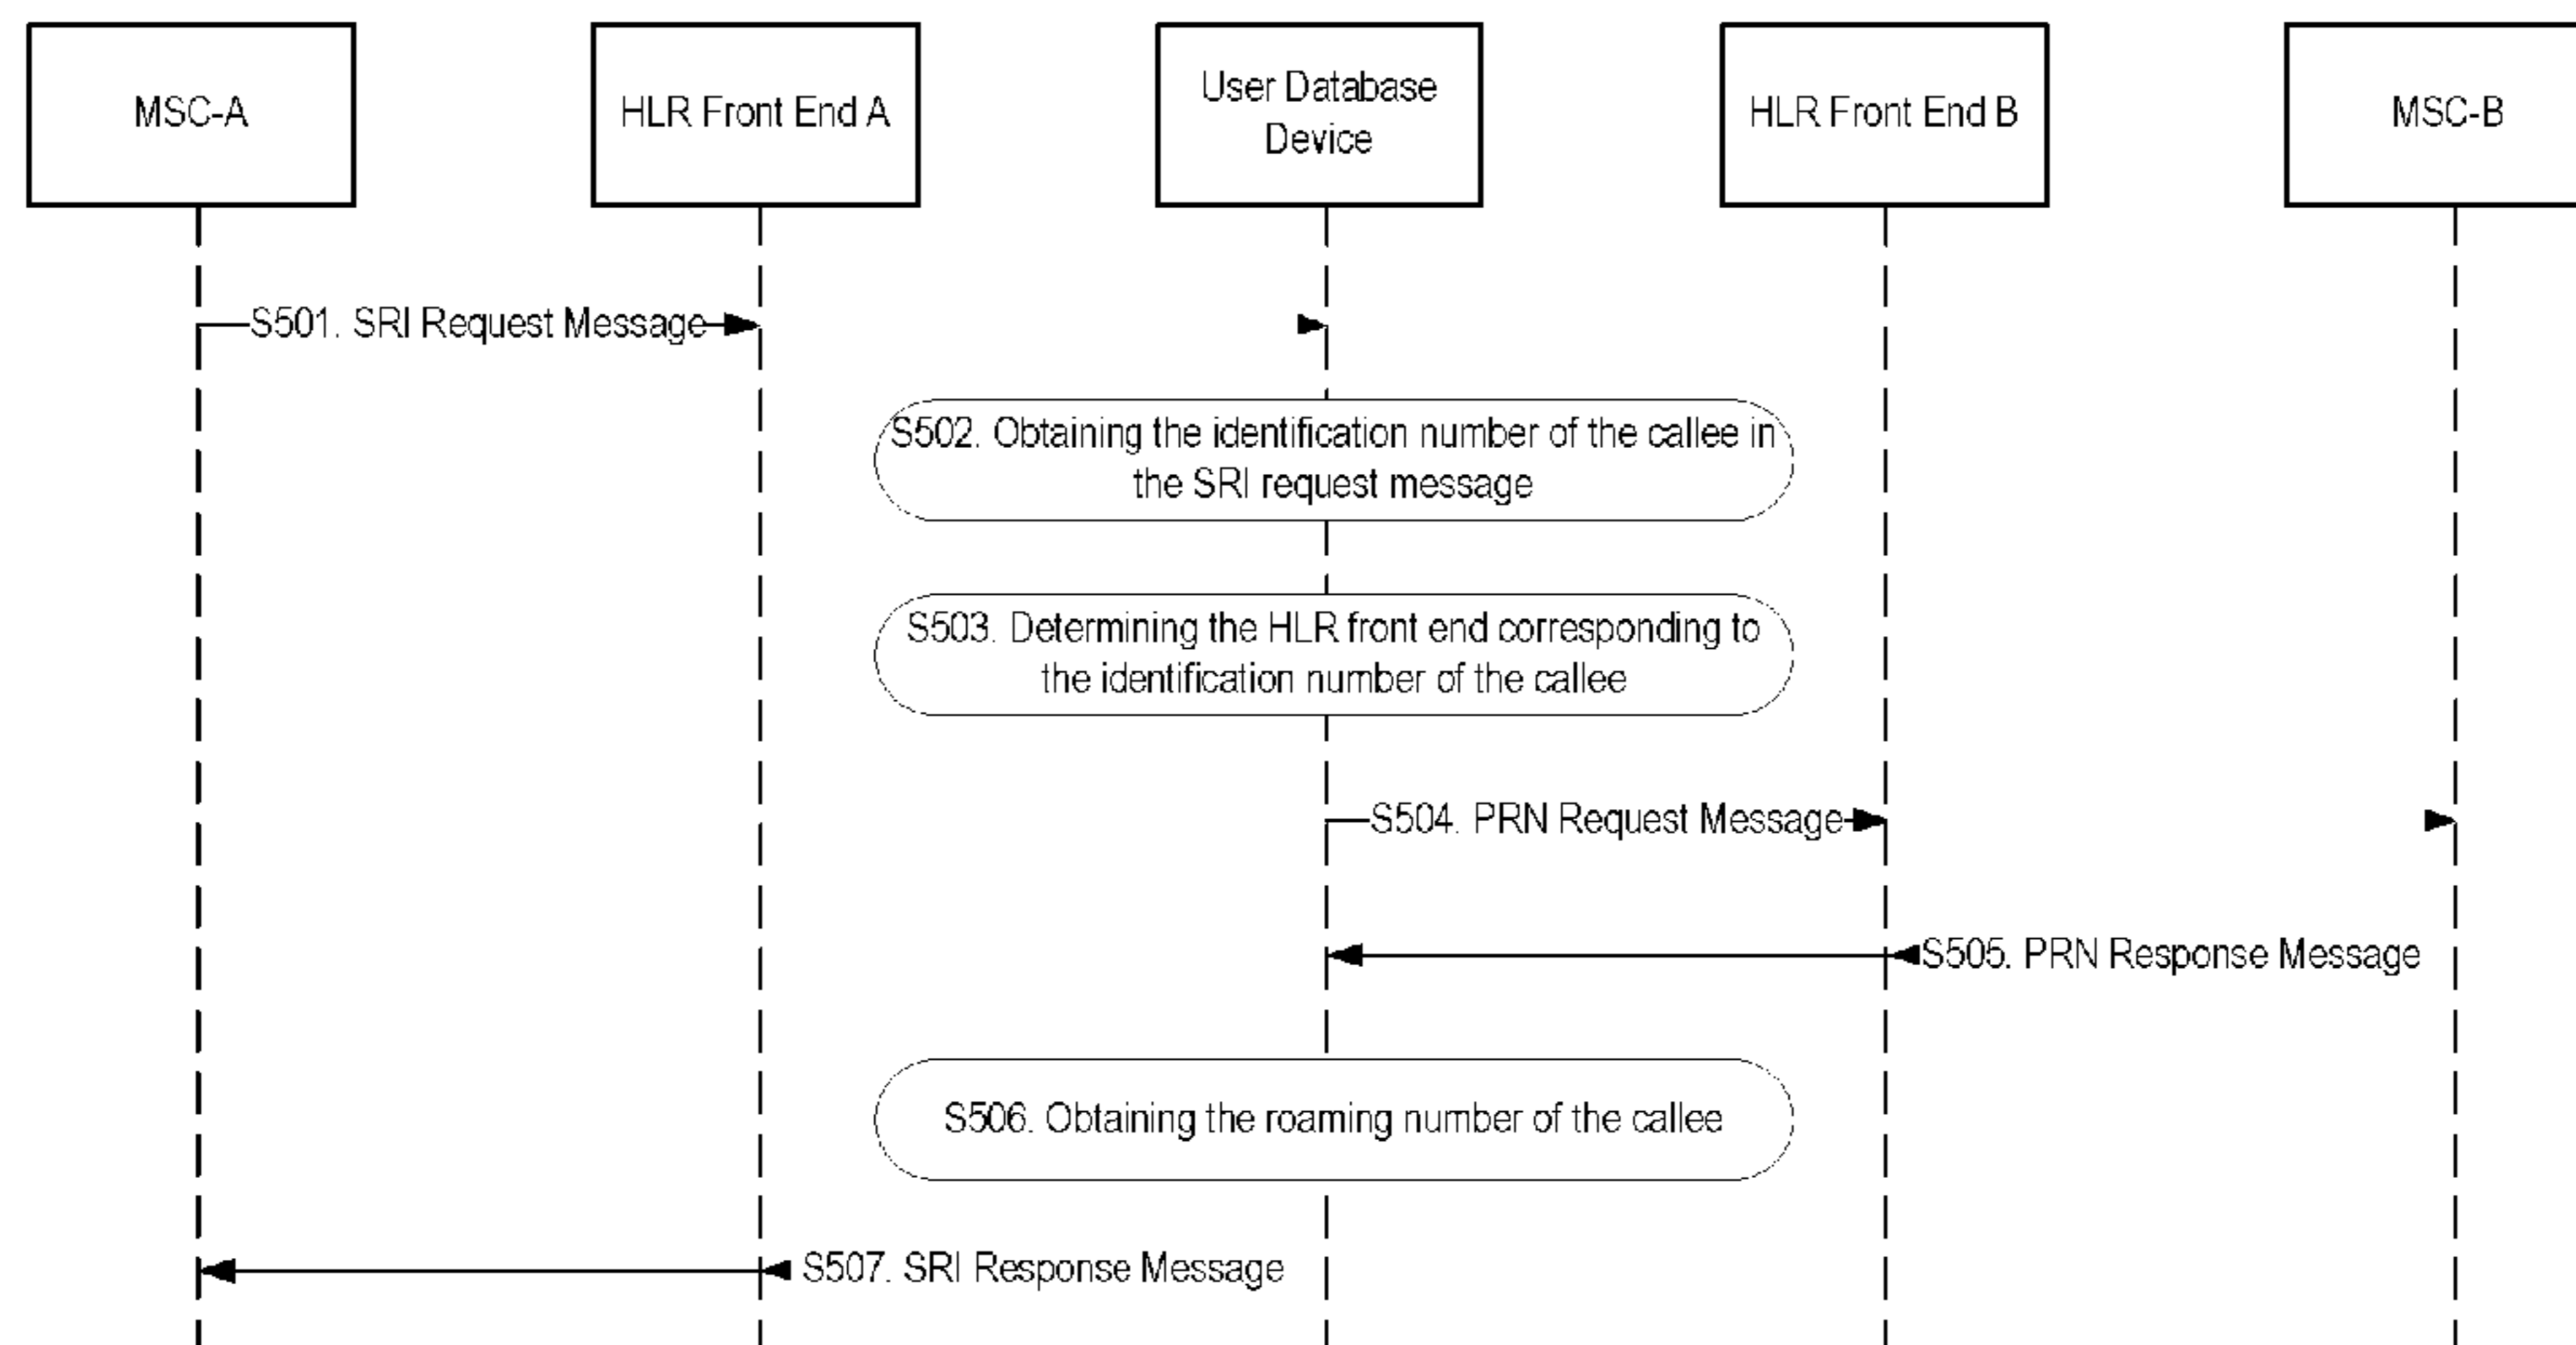 MSC-A
HLR Front End A
User Database
Device
HLR Front End B
MSC-B
S501. SRI Request Message
S502. Obtaining the identification number of the callee in
the SRI request message
S503. Determining the HLR front end corresponding to
the identification number of the callee
S504. PRN Request Message
S505. PRN Response Message
S506. Obtaining the roaming number of the callee
S507. SRI Response Message